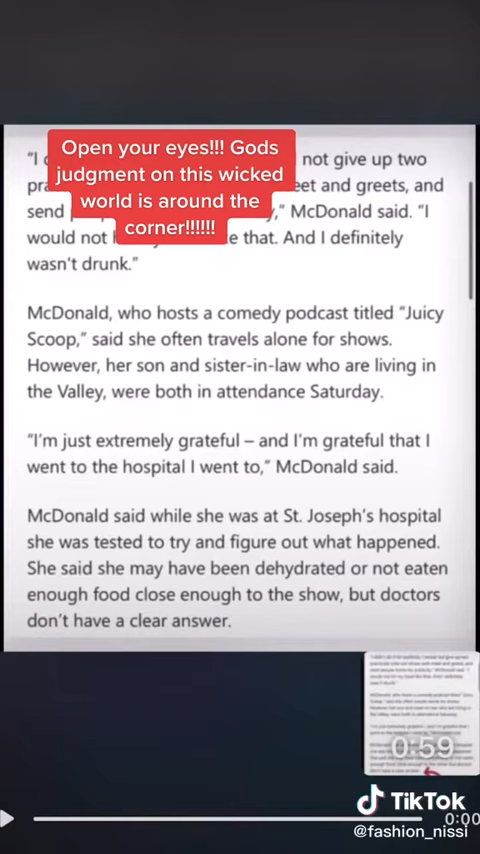 Open your eyes!!! Gods
judgment on this wicked
world is around the
corner!!!!!!
not give up two
eet and greets, and
send
," McDonald said. "I
would not
that. And I definitely
wasn't drunk."
McDonald, who hosts a comedy podcast titled "Juicy
Scoop," said she often travels alone for shows.
However, her son and sister-in-law who are living in
the Valley, were both in attendance Saturday.
"I'm just extremely grateful – and I'm grateful that I
went to the hospital I went to," McDonald said.
McDonald said while she was at St. Joseph's hospital
she was tested to try and figure out what happened.
She said she may have been dehydrated or not eaten
enough food close enough to the show, but doctors
don't have a clear answer.
0:59
TikTok
0:00
@fashion_nissi